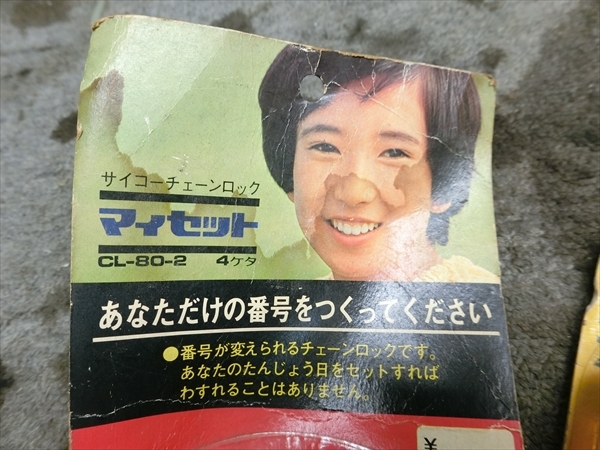 サイコーチェーンロック
マイセット
CL-80-2 4ケタ
あなただけの番号をつくってください
●番号が変えられるチェーンロックです。
あなたのたんじょう日をセットすれば
わすれることはありません。
¥